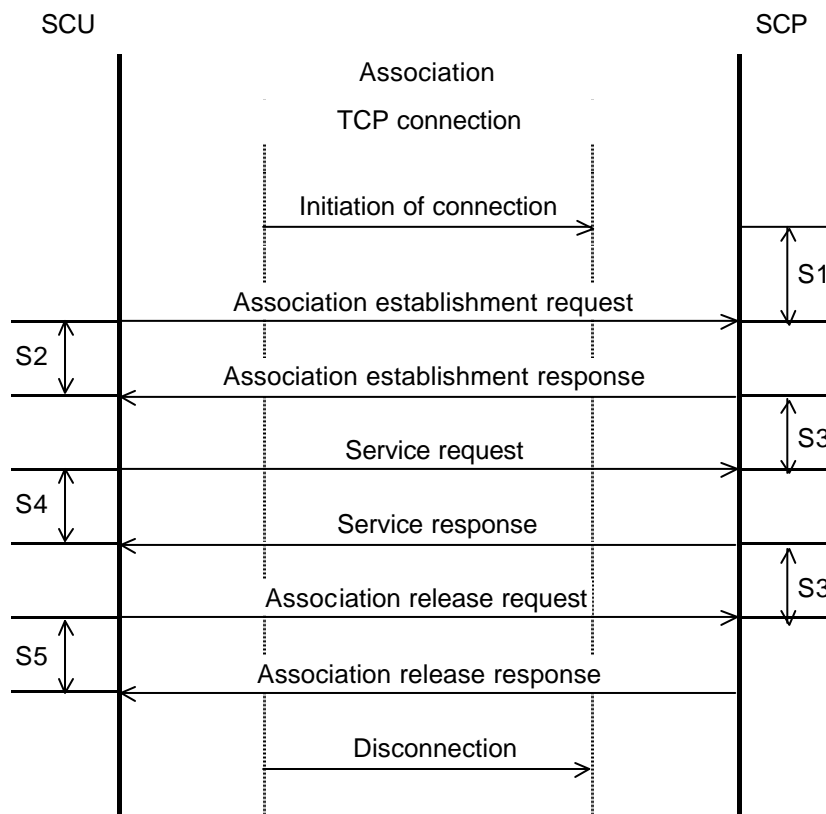 SCU
SCP
Association
TCP connection
Initiation of connection
S1
Association establishment request
S2
Association establishment response
S3
Service request
S4
Service response
S3
Association release request
S5
Association release response
Disconnection